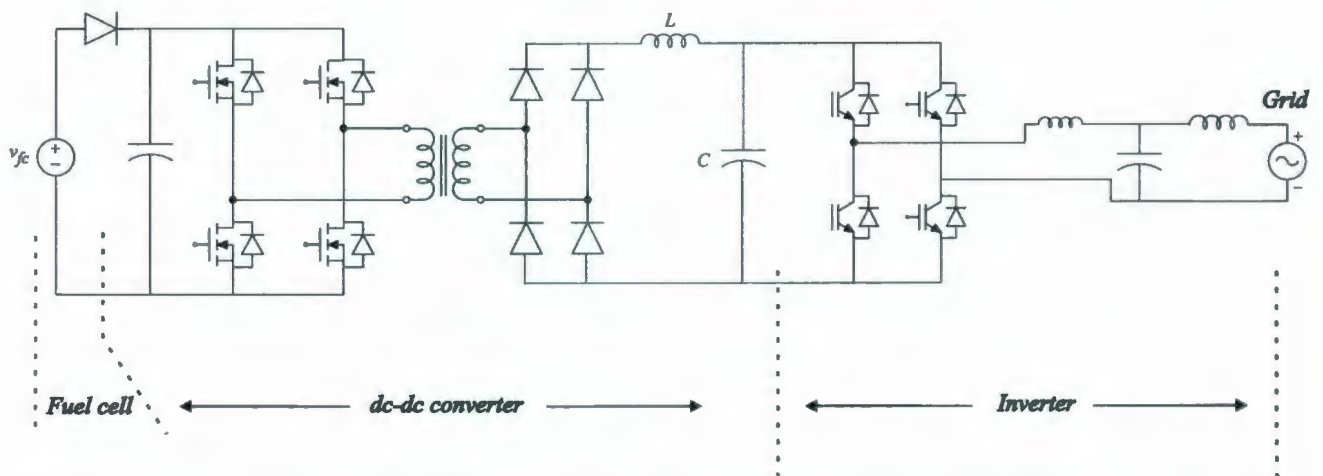 L
Grid
+
v_fc
+
−
C
+
−
Fuel cell
dc-dc converter
Inverter